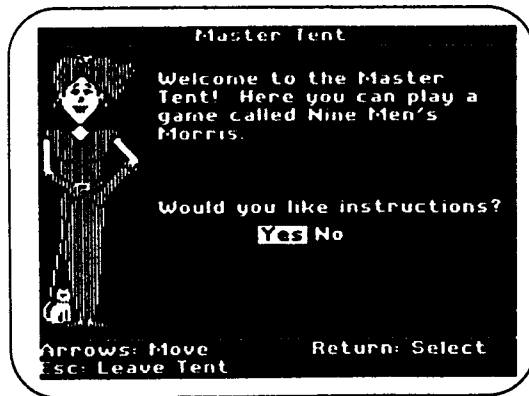 Master Tent
Welcome to the Master
Tent! Here you can play a
game called Nine Men's
Morris.
Would you like instructions?
Yes No
Arrows: Move Return: Select
Esc: Leave Tent